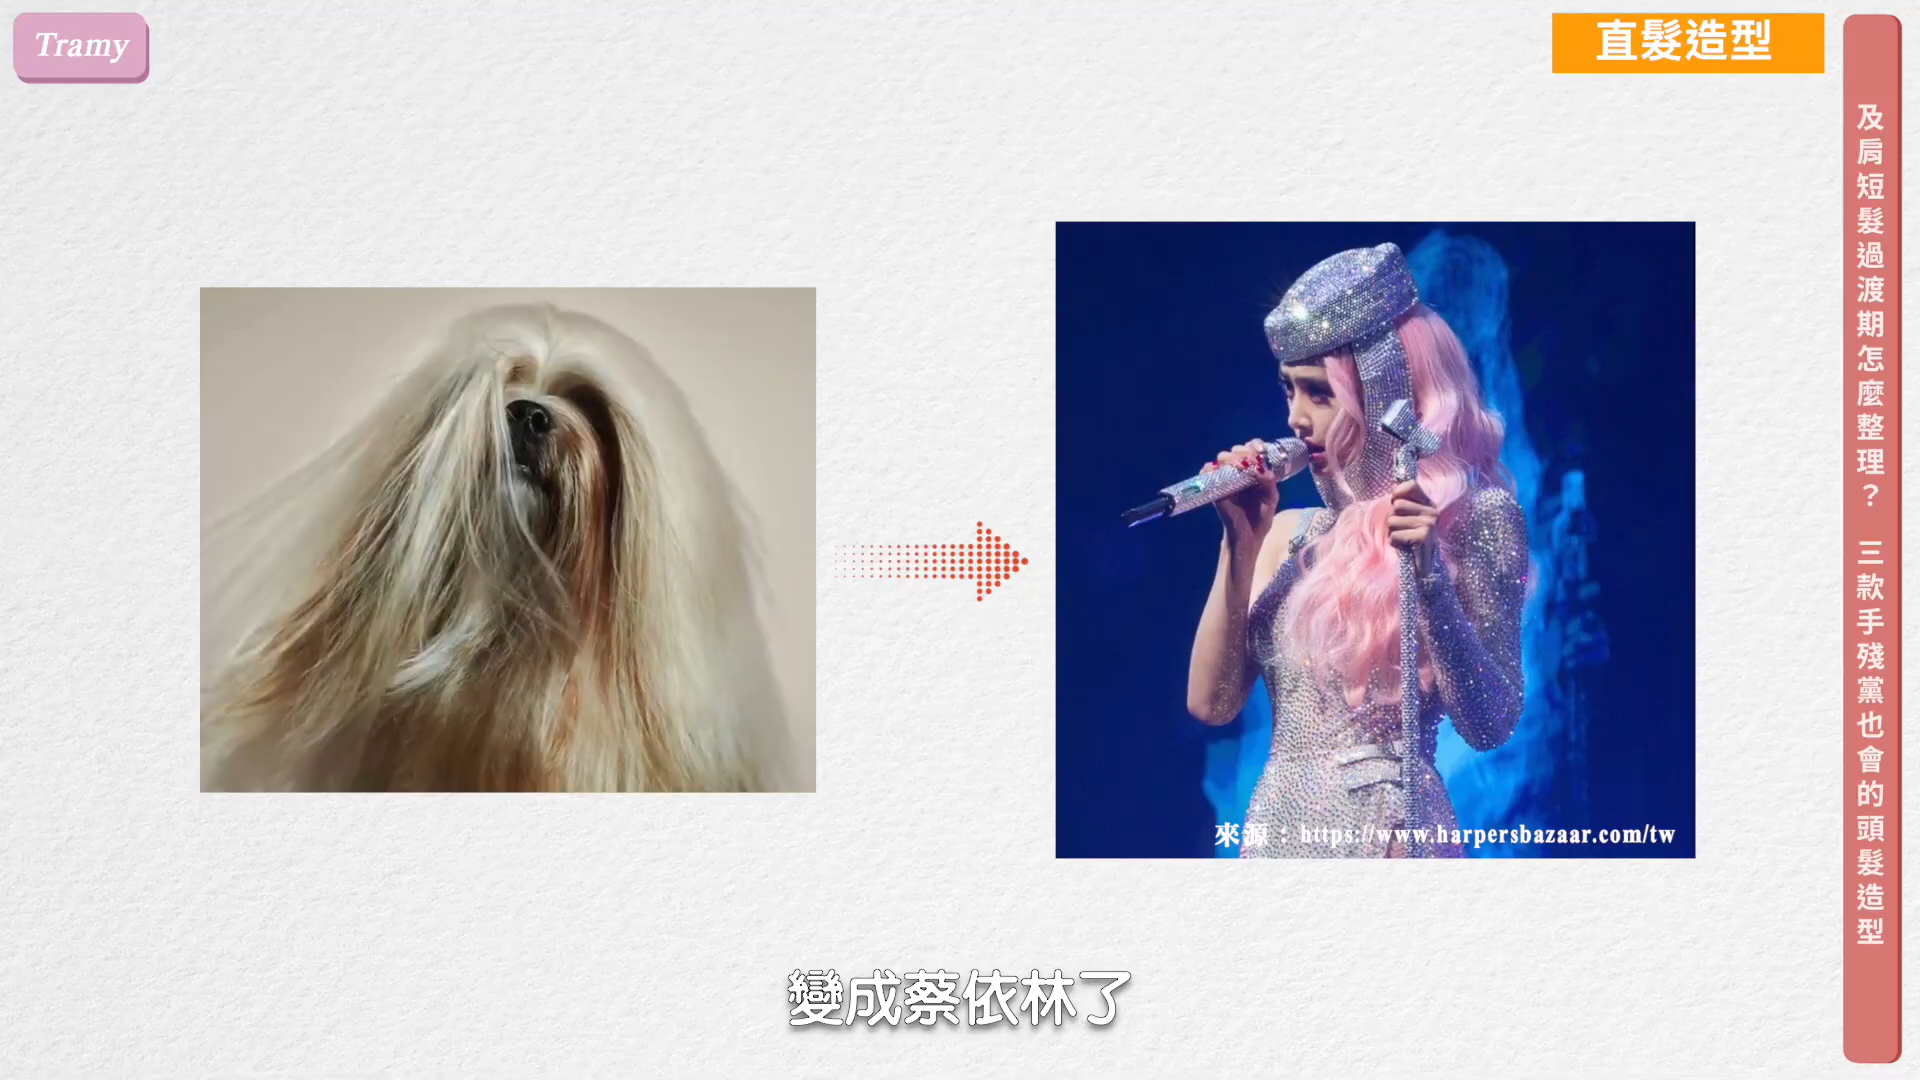 Tramy
直髮造型
及肩短髮過渡期怎麼整理？ 三款手殘黨也會的頭髮造型
來源：https://www.harpersbazaar.com/tw
變成蔡依林了